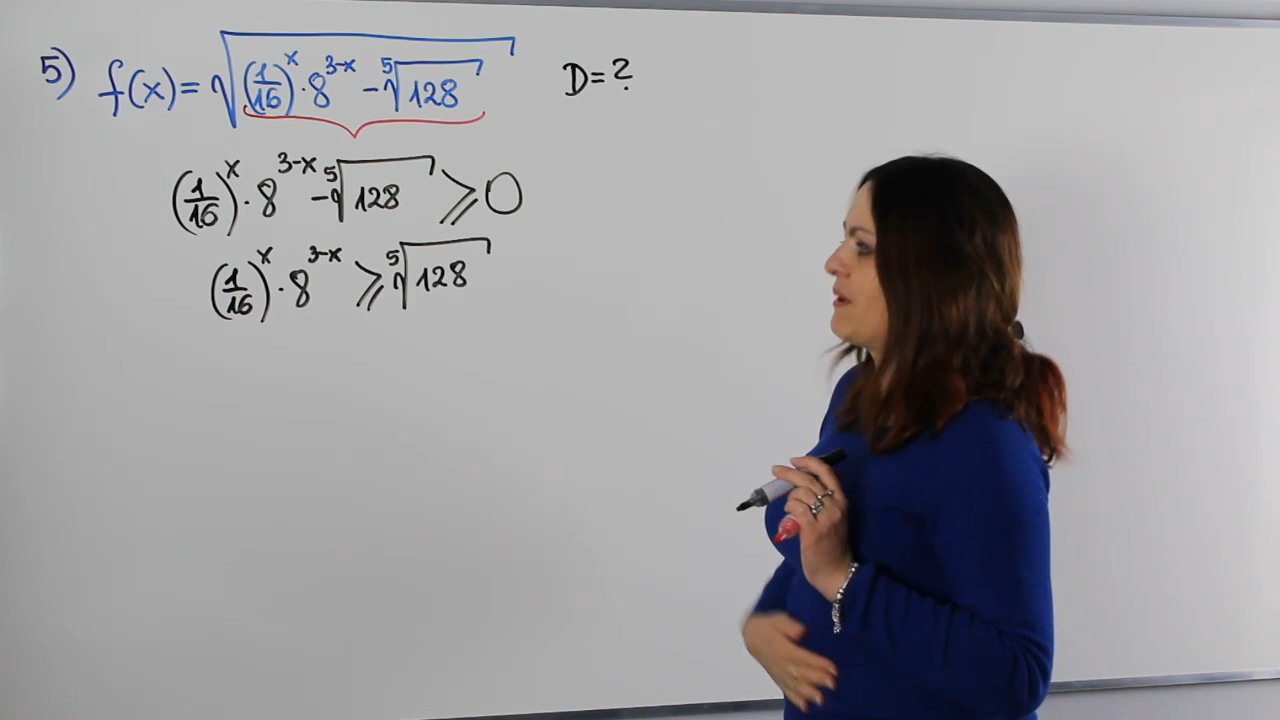 5) f(x)=√((1/16)^x · 8^(3-x) - ⁵√128) D=?
(1/16)^x · 8^(3-x) - ⁵√128 ⩾ 0
(1/16)^x · 8^(3-x) ⩾ ⁵√128